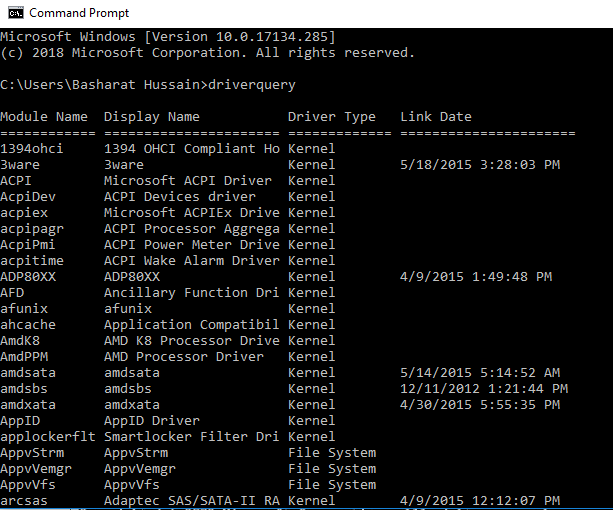 Command Prompt
Microsoft Windows [Version 10.0.17134.285]
(c) 2018 Microsoft Corporation. All rights reserved.
C:\Users\Basharat Hussain>driverquery
Module Name  Display Name           Driver Type   Link Date
============ ====================== ============= ======================
1394ohci     1394 OHCI Compliant Ho Kernel
3ware        3ware                  Kernel        5/18/2015 3:28:03 PM
ACPI         Microsoft ACPI Driver  Kernel
AcpiDev      ACPI Devices driver    Kernel
acpiex       Microsoft ACPIEx Drive Kernel
acpipagr     ACPI Processor Aggrega Kernel
AcpiPmi      ACPI Power Meter Drive Kernel
acpitime     ACPI Wake Alarm Driver Kernel
ADP80XX      ADP80XX                Kernel        4/9/2015 1:49:48 PM
AFD          Ancillary Function Dri Kernel
afunix       afunix                 Kernel
ahcache      Application Compatibil Kernel
AmdK8        AMD K8 Processor Drive Kernel
AmdPPM       AMD Processor Driver   Kernel
amdsata      amdsata                Kernel        5/14/2015 5:14:52 AM
amdsbs       amdsbs                 Kernel        12/11/2012 1:21:44 PM
amdxata      amdxata                Kernel        4/30/2015 5:55:35 PM
AppID        AppID Driver           Kernel
applockerflt Smartlocker Filter Dri Kernel
AppvStrm     AppvStrm               File System
AppvVemgr    AppvVemgr              File System
AppvVfs      AppvVfs                File System
arcsas       Adaptec SAS/SATA-II RA Kernel        4/9/2015 12:12:07 PM